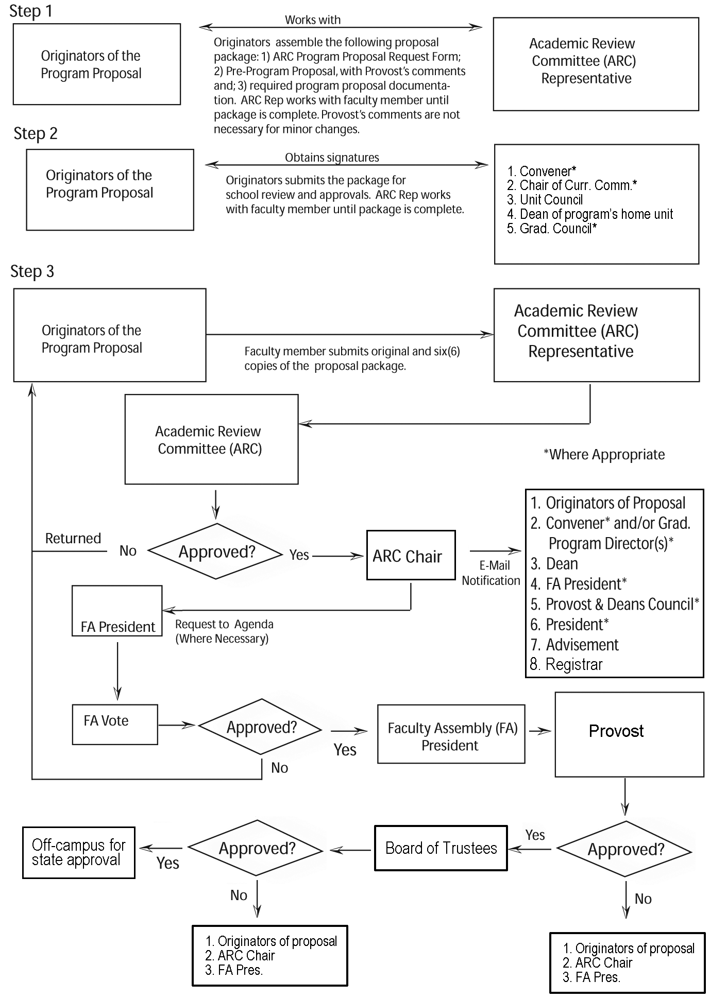 Step 1
Works with
Originators of the
Program Proposal
Originators assemble the following proposal
package: 1) ARC Program Proposal Request Form;
2) Pre-Program Proposal, with Provost's comments
and; 3) required program proposal documenta-
tion. ARC Rep works with faculty member until
package is complete. Provost's comments are not
necessary for minor changes.
Academic Review
Committee (ARC)
Representative
Step 2
Originators of the
Program Proposal
Obtains signatures
Originators submits the package for
school review and approvals. ARC Rep works
with faculty member until package is complete.
1. Convener*
2. Chair of Curr. Comm.*
3. Unit Council
4. Dean of program's home unit
5. Grad. Council*
Step 3
Originators of the
Program Proposal
Faculty member submits original and six(6)
copies of the proposal package.
Academic Review
Committee (ARC)
Representative
Academic Review
Committee (ARC)
*Where Appropriate
Returned
No
Approved?
Yes
ARC Chair
E-Mail
Notification
1. Originators of Proposal
2. Convener* and/or Grad.
Program Director(s)*
3. Dean
4. FA President*
5. Provost & Deans Council*
6. President*
7. Advisement
8. Registrar
FA President
Request to Agenda
(Where Necessary)
FA Vote
Approved?
Yes
No
Faculty Assembly (FA)
President
Provost
Approved?
Yes
No
Board of Trustees
Approved?
Yes
No
Off-campus for
state approval
1. Originators of proposal
2. ARC Chair
3. FA Pres.
1. Originators of proposal
2. ARC Chair
3. FA Pres.